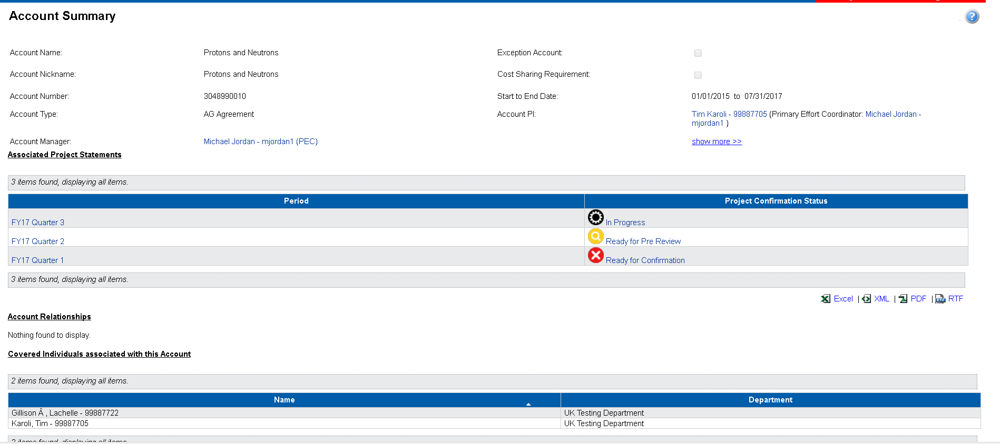 Account Summary
Account Name: Protons and Neutrons Exception Account:
Account Nickname: Protons and Neutrons Cost Sharing Requirement:
Account Number: 3048990010 Start to End Date: 01/01/2015 to 07/31/2017
Account Type: AG Agreement Account PI: Tim Karoli - 99887705 (Primary Effort Coordinator: Michael Jordan -
mjordan1 )
Account Manager: Michael Jordan - mjordan1 (PEC) show more >>
Associated Project Statements
3 items found, displaying all items.
Period Project Confirmation Status
FY17 Quarter 3 In Progress
FY17 Quarter 2 Ready for Pre Review
FY17 Quarter 1 Ready for Confirmation
3 items found, displaying all items.
Excel | XML | PDF | RTF
Account Relationships
Nothing found to display.
Covered Individuals associated with this Account
2 items found, displaying all items.
Name Department
Gillison Â , Lachelle - 99887722 UK Testing Department
Karoli, Tim - 99887705 UK Testing Department
2 items found, displaying all items.